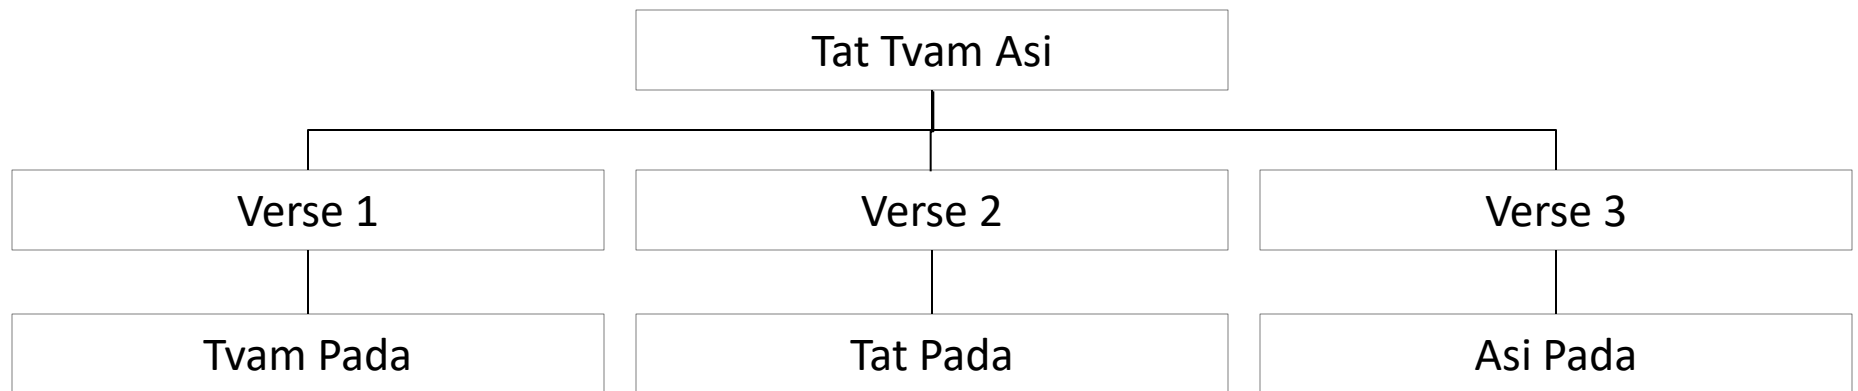 Tat Tvam Asi
Verse 1
Verse 2
Verse 3
Tvam Pada
Tat Pada
Asi Pada